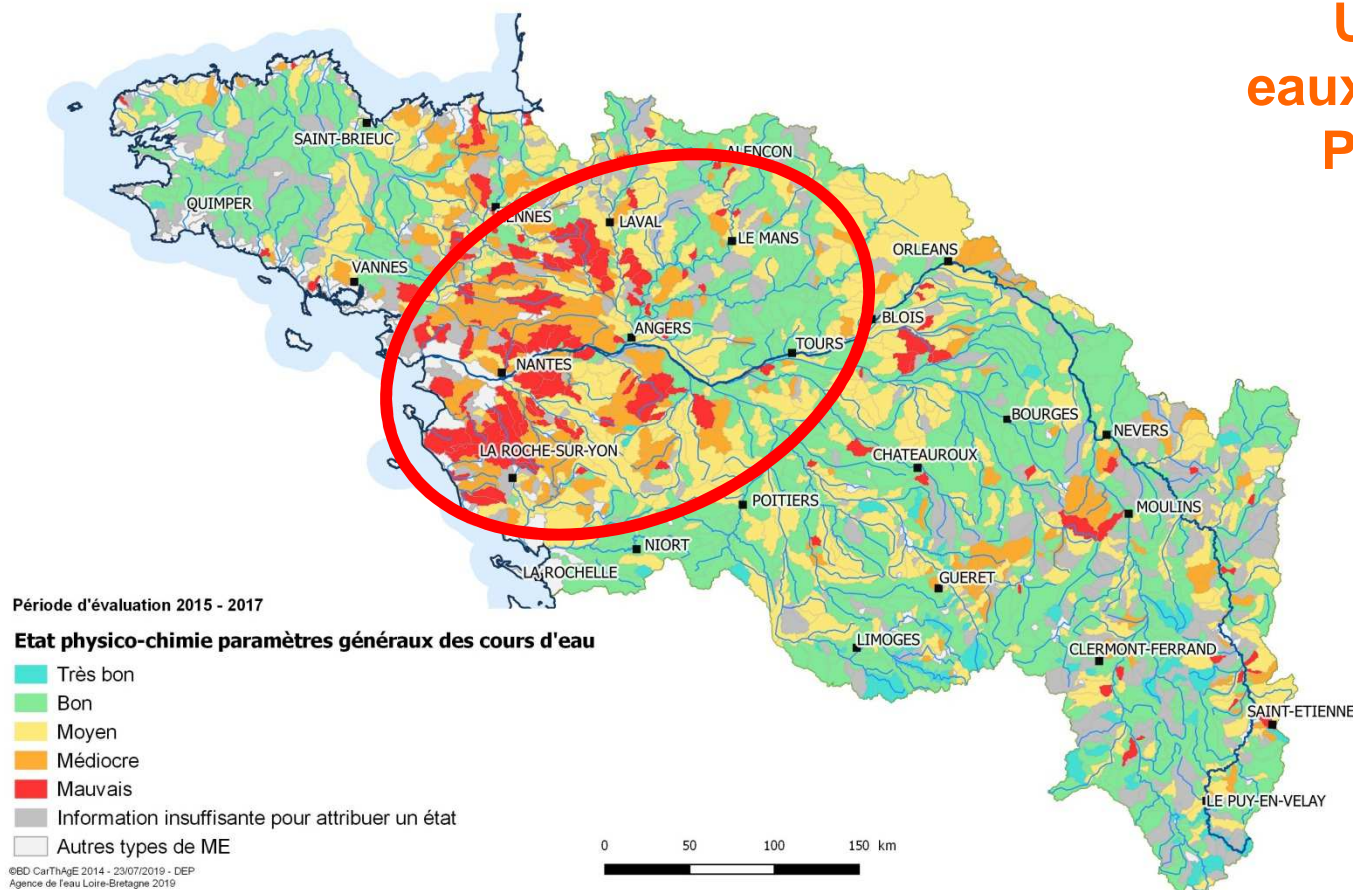 U
eaux
P
ALENÇON
SAINT-BRIEUC
QUIMPER
RENNES
LAVAL
LE MANS
ORLEANS
VANNES
BLOIS
ANGERS
TOURS
NANTES
BOURGES
NEVERS
LA ROCHE-SUR-YON
CHATEAUROUX
POITIERS
MOULINS
NIORT
LA ROCHELLE
GUERET
Période d'évaluation 2015 - 2017
Etat physico-chimie paramètres généraux des cours d'eau
LIMOGES
CLERMONT-FERRAND
Très bon
Bon
Moyen
SAINT-ETIENNE
Médiocre
Mauvais
LE PUY-EN-VELAY
Information insuffisante pour attribuer un état
Autres types de ME
0 50 100 150 km
©BD CarThAgE 2014 - 23/07/2019 - DEP
Agence de l'eau Loire-Bretagne 2019